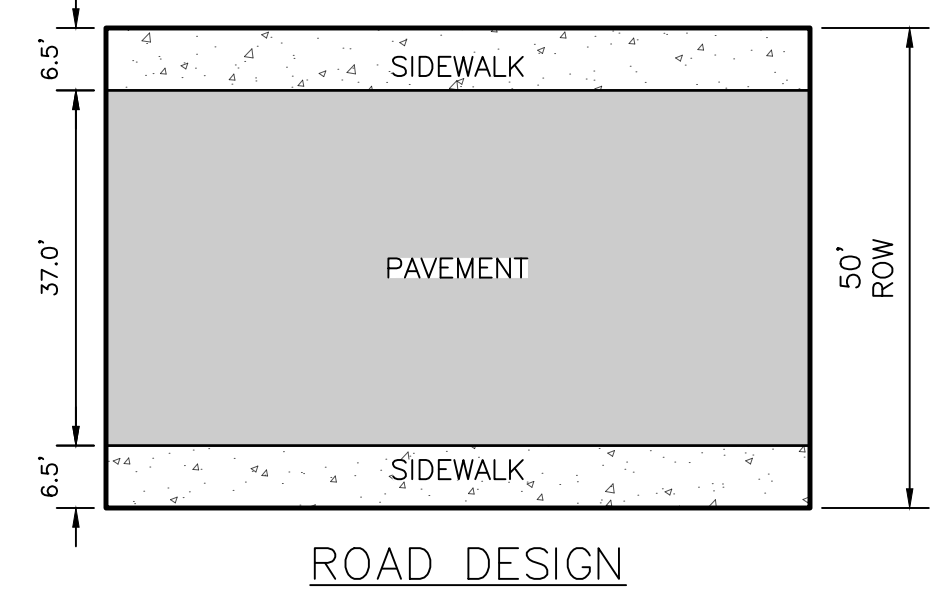 6.5'
SIDEWALK
37.0'
PAVEMENT
50'
ROW
6.5'
SIDEWALK
ROAD DESIGN